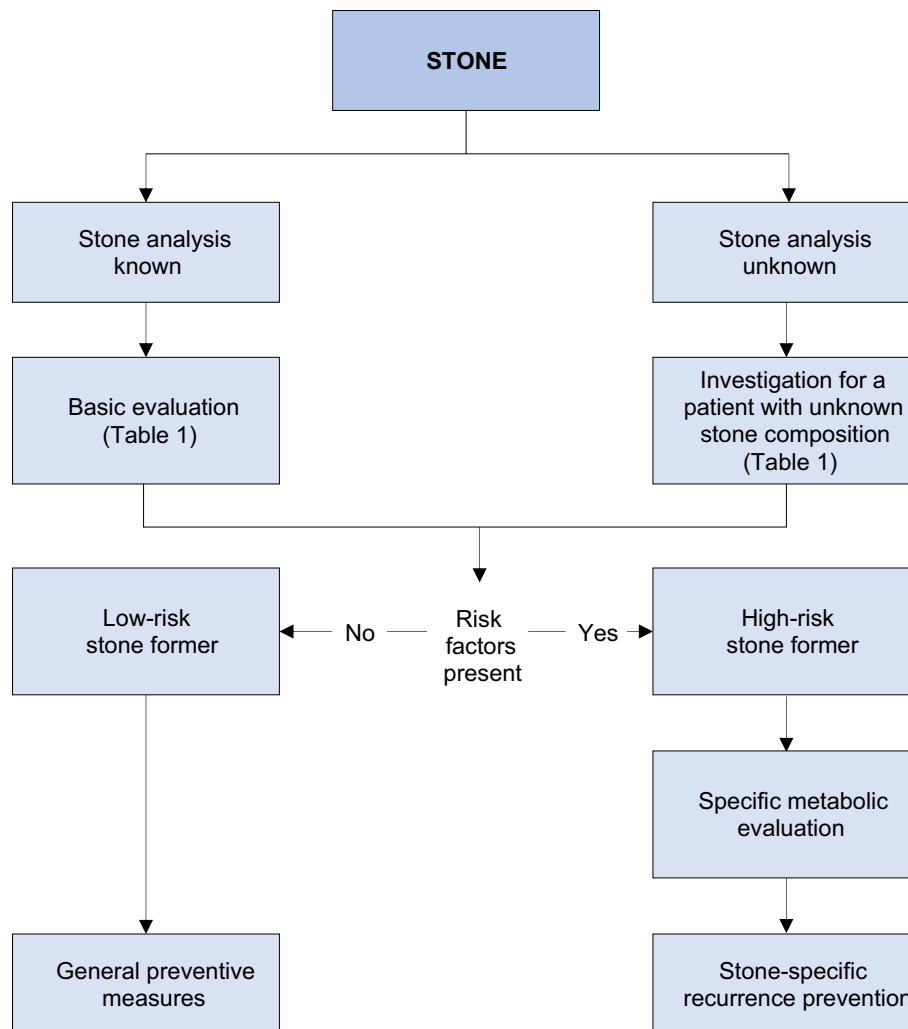 STONE
Stone analysis
known
Stone analysis
unknown
Basic evaluation
(Table 1)
Investigation for a
patient with unknown
stone composition
(Table 1)
Low-risk
stone former
No
Risk
factors
present
Yes
High-risk
stone former
Specific metabolic
evaluation
General preventive
measures
Stone-specific
recurrence prevention